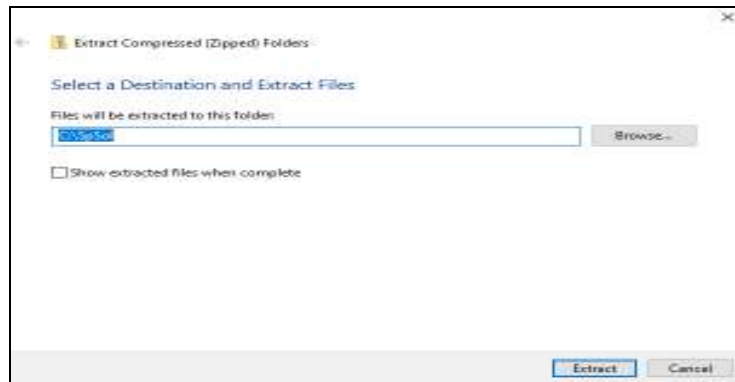 Extract Compressed (Zipped) Folders
Select a Destination and Extract Files
Files will be extracted to this folder:
C:\SpSol
Browse...
Show extracted files when complete
Extract Cancel